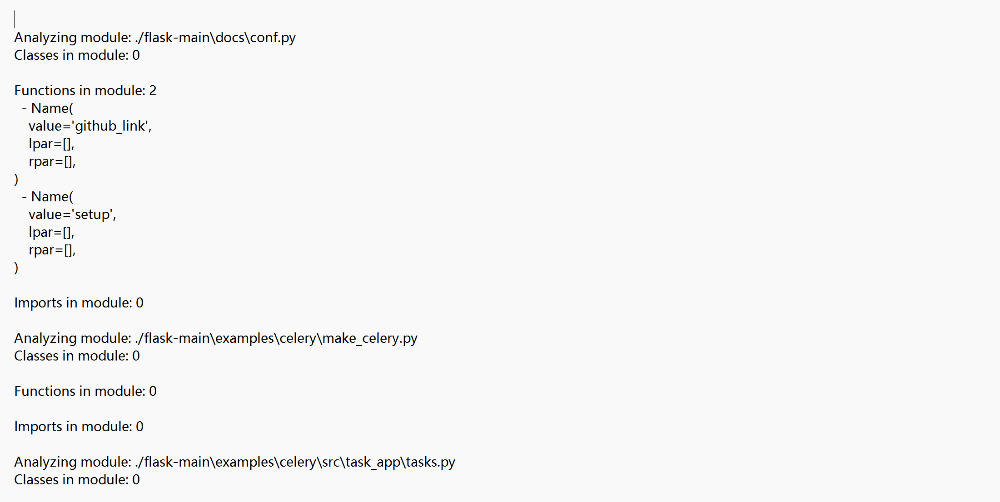 Analyzing module: ./flask-main\docs\conf.py
Classes in module: 0

Functions in module: 2
  - Name(
    value='github_link',
    lpar=[],
    rpar=[],
)
  - Name(
    value='setup',
    lpar=[],
    rpar=[],
)

Imports in module: 0

Analyzing module: ./flask-main\examples\celery\make_celery.py
Classes in module: 0

Functions in module: 0

Imports in module: 0

Analyzing module: ./flask-main\examples\celery\src\task_app\tasks.py
Classes in module: 0